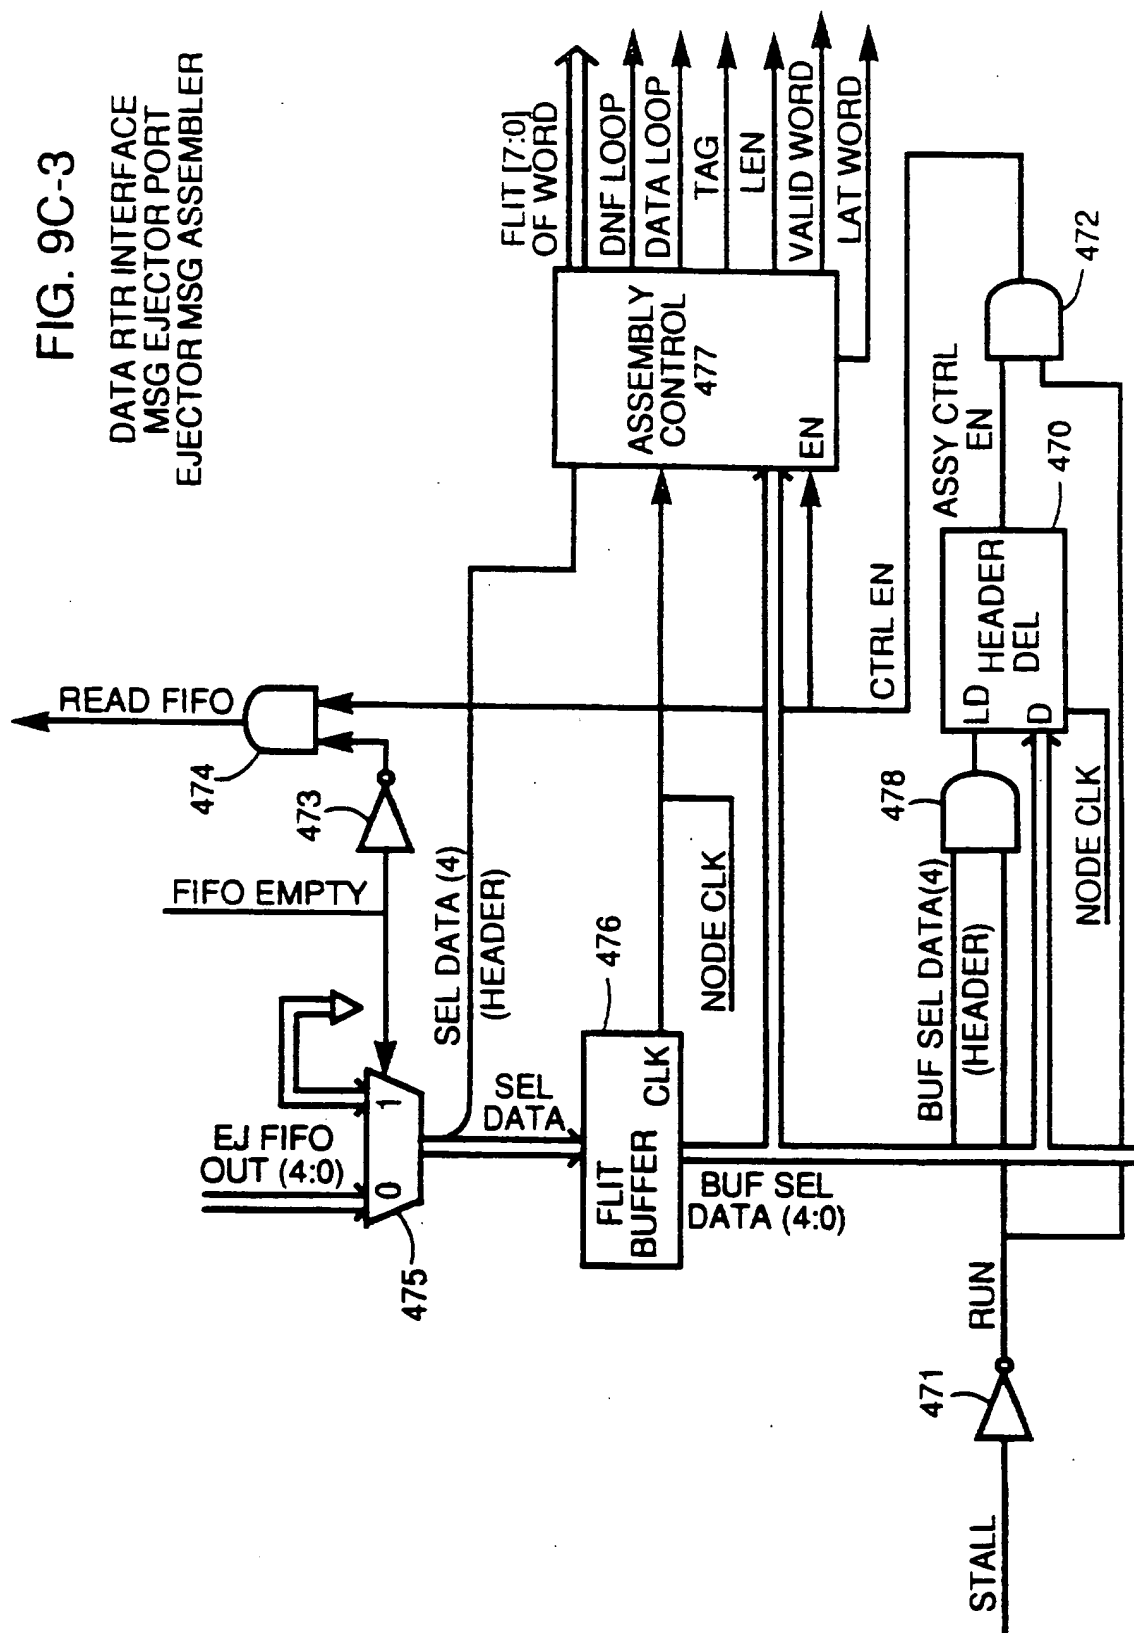 FIG. 9C-3
DATA RTR INTERFACE
MSG EJECTOR PORT
EJECTOR MSG ASSEMBLER
READ FIFO
474
473
FIFO EMPTY
EJ FIFO
OUT (4:0)
0
1
475
SEL DATA (4)
(HEADER)
SEL
DATA
476
FLIT
BUFFER
CLK
NODE CLK
BUF SEL
DATA (4:0)
ASSEMBLY
CONTROL
477
EN
FLIT [7:0]
OF WORD
DNF LOOP
DATA LOOP
TAG
LEN
VALID WORD
LAT WORD
CTRL EN
472
ASSY CTRL
EN
470
HEADER
DEL
LD
D
478
BUF SEL DATA(4)
(HEADER)
NODE CLK
RUN
471
STALL